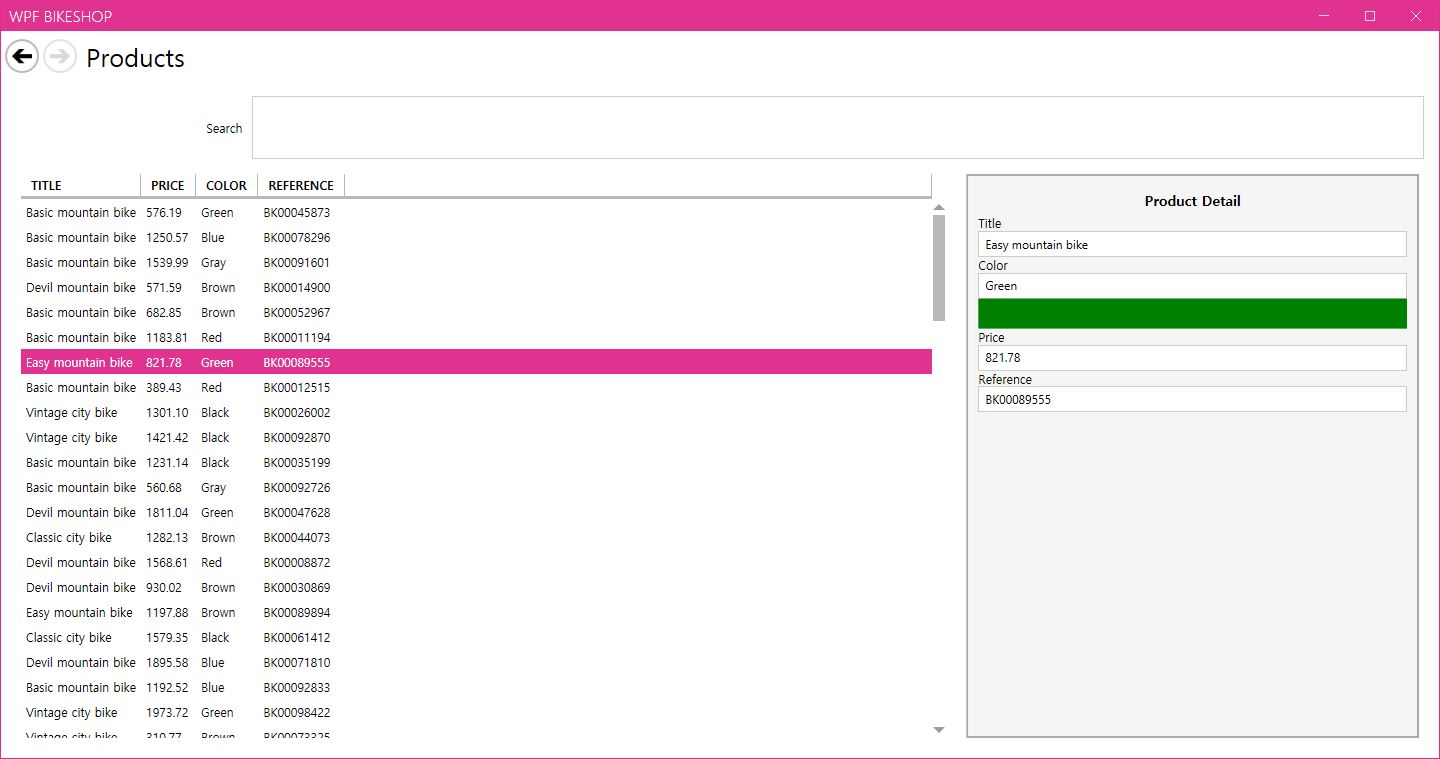 WPF BIKESHOP
Products
Search
TITLE PRICE COLOR REFERENCE
Basic mountain bike 576.19 Green BK00045873
Basic mountain bike 1250.57 Blue BK00078296
Basic mountain bike 1539.99 Gray BK00091601
Devil mountain bike 571.59 Brown BK00014900
Basic mountain bike 682.85 Brown BK00052967
Basic mountain bike 1183.81 Red BK00011194
Easy mountain bike 821.78 Green BK00089555
Basic mountain bike 389.43 Red BK00012515
Vintage city bike 1301.10 Black BK00026002
Vintage city bike 1421.42 Black BK00092870
Basic mountain bike 1231.14 Black BK00035199
Basic mountain bike 560.68 Gray BK00092726
Devil mountain bike 1811.04 Green BK00047628
Classic city bike 1282.13 Brown BK00044073
Devil mountain bike 1568.61 Red BK00008872
Devil mountain bike 930.02 Brown BK00030869
Easy mountain bike 1197.88 Brown BK00089894
Classic city bike 1579.35 Black BK00061412
Devil mountain bike 1895.58 Blue BK00071810
Basic mountain bike 1192.52 Blue BK00092833
Vintage city bike 1973.72 Green BK00098422
Vintage city bike 310.77 Brown BK00073325
Product Detail
Title
Easy mountain bike
Color
Green
Price
821.78
Reference
BK00089555